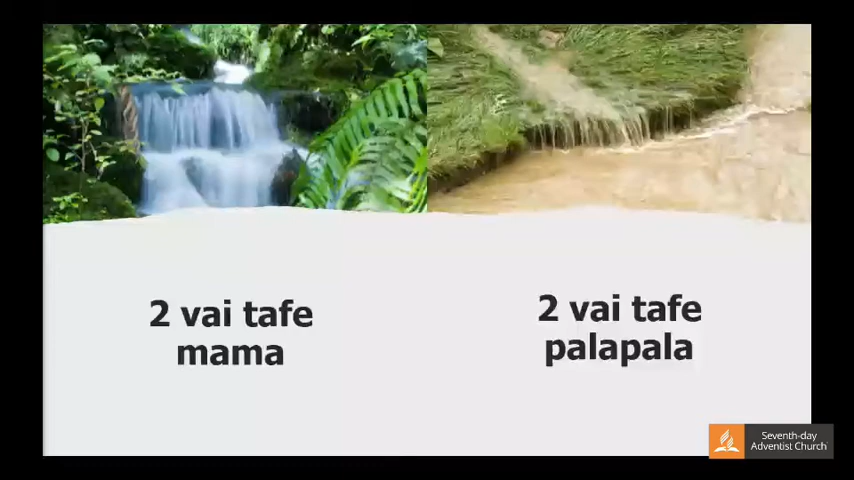 2 vai tafe
mama
2 vai tafe
palapala
Seventh-day
Adventist Church